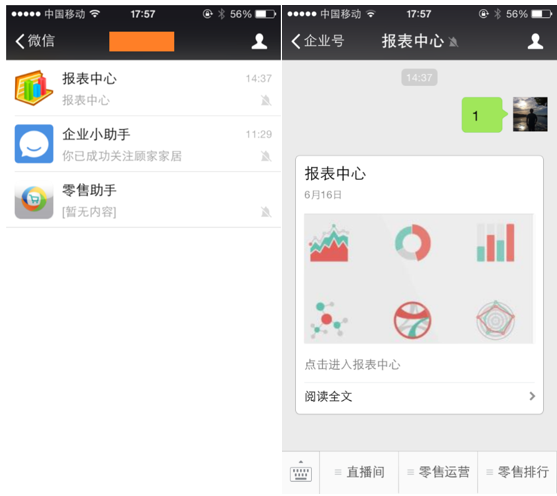 中国移动 17:57 56%
微信
报表中心 14:37
报表中心
企业小助手 11:29
你已成功关注顾家家居
零售助手
[暂无内容]
中国移动 17:57 56%
企业号 报表中心
14:37
1
报表中心
6月16日
点击进入报表中心
阅读全文
直播间 零售运营 零售排行